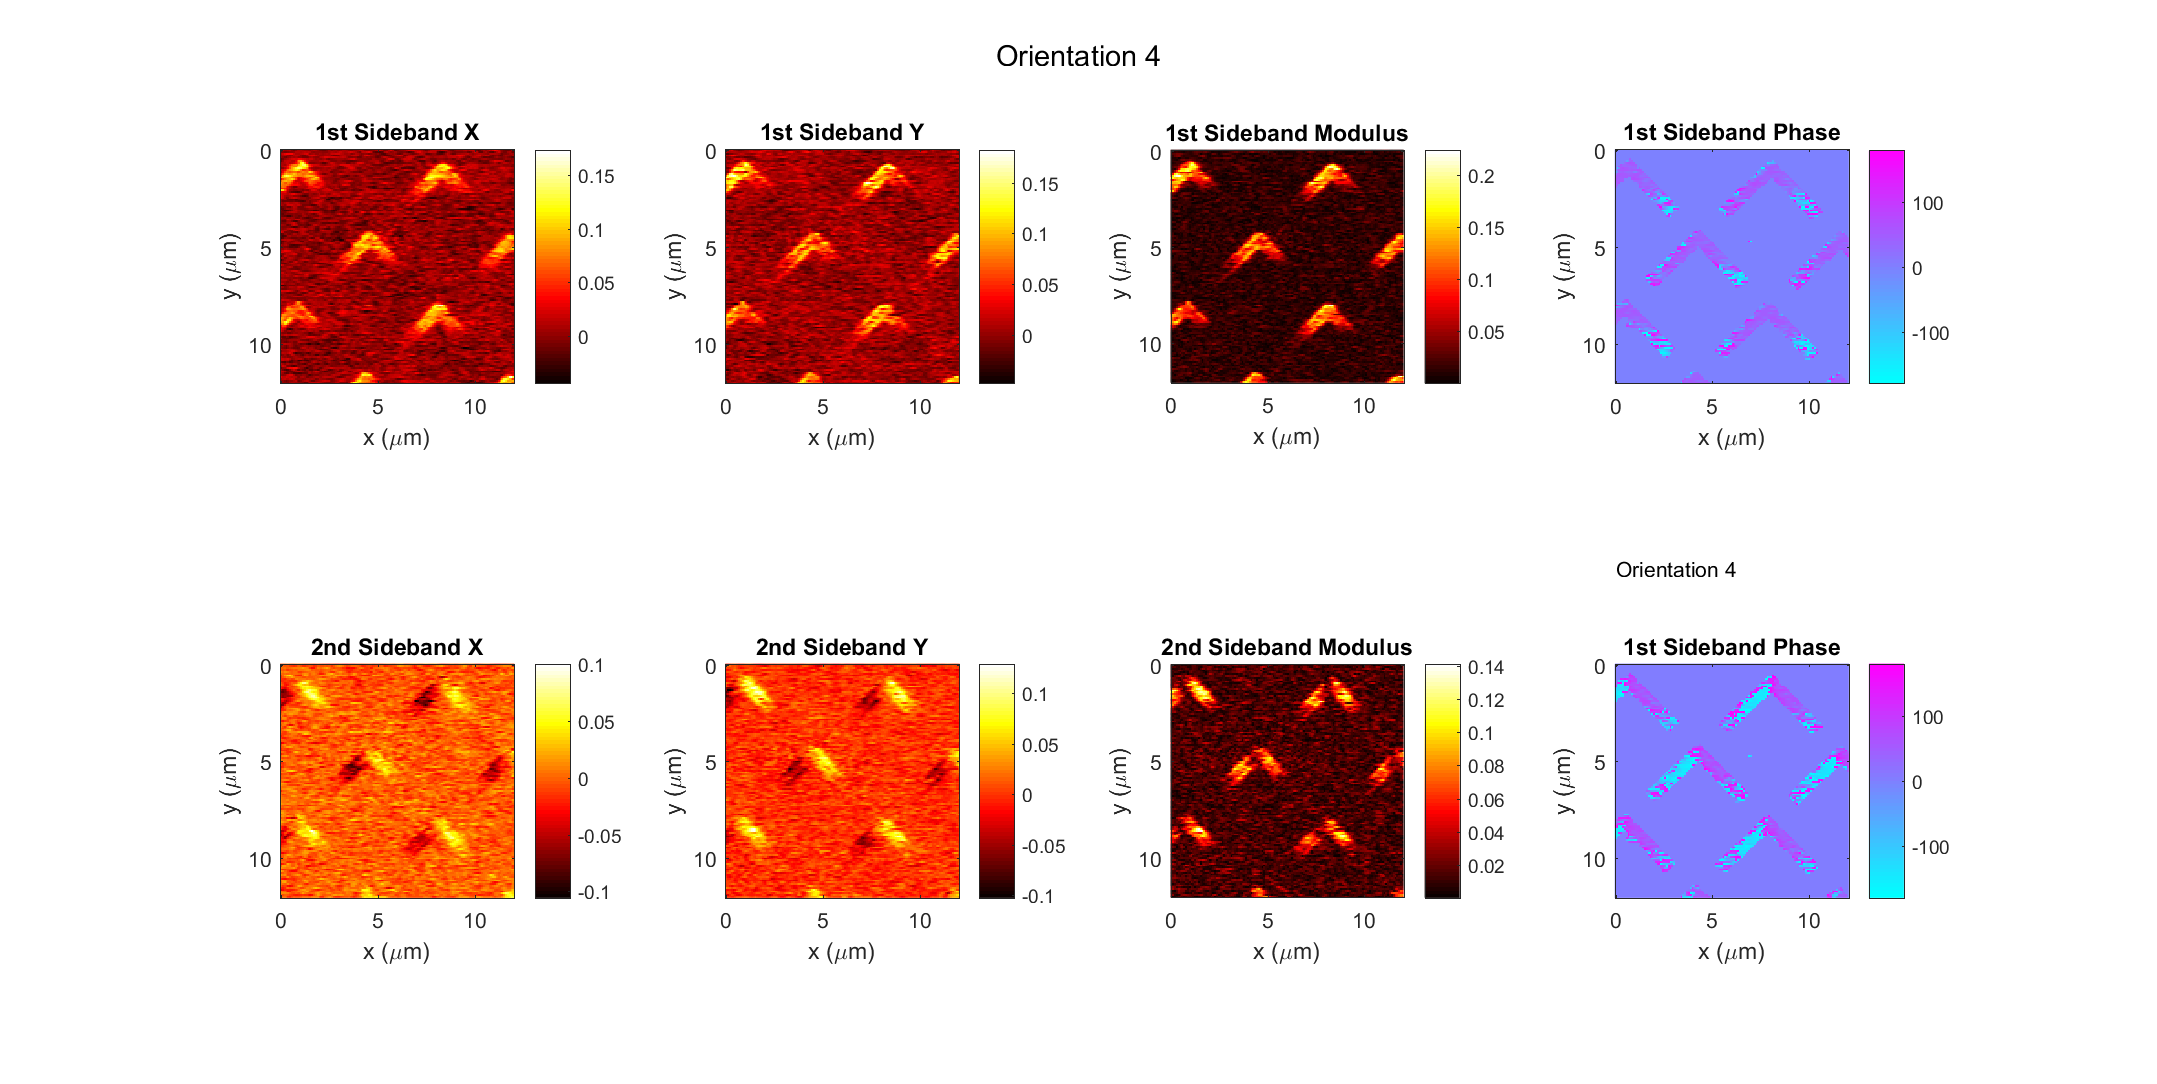 Orientation 4
1st Sideband X
1st Sideband Y
1st Sideband Modulus
1st Sideband Phase
0
5
10
y (μm)
0 5 10
x (μm)
0.15
0.1
0.05
0
0
5
10
y (μm)
0 5 10
x (μm)
0.15
0.1
0.05
0
0
5
10
y (μm)
0 5 10
x (μm)
0.2
0.15
0.1
0.05
0
5
10
y (μm)
0 5 10
x (μm)
100
0
-100
Orientation 4
2nd Sideband X
2nd Sideband Y
2nd Sideband Modulus
1st Sideband Phase
0
5
10
y (μm)
0 5 10
x (μm)
0.1
0.05
0
-0.05
-0.1
0
5
10
y (μm)
0 5 10
x (μm)
0.1
0.05
0
-0.05
-0.1
0
5
10
y (μm)
0 5 10
x (μm)
0.14
0.12
0.1
0.08
0.06
0.04
0.02
0
5
10
y (μm)
0 5 10
x (μm)
100
0
-100